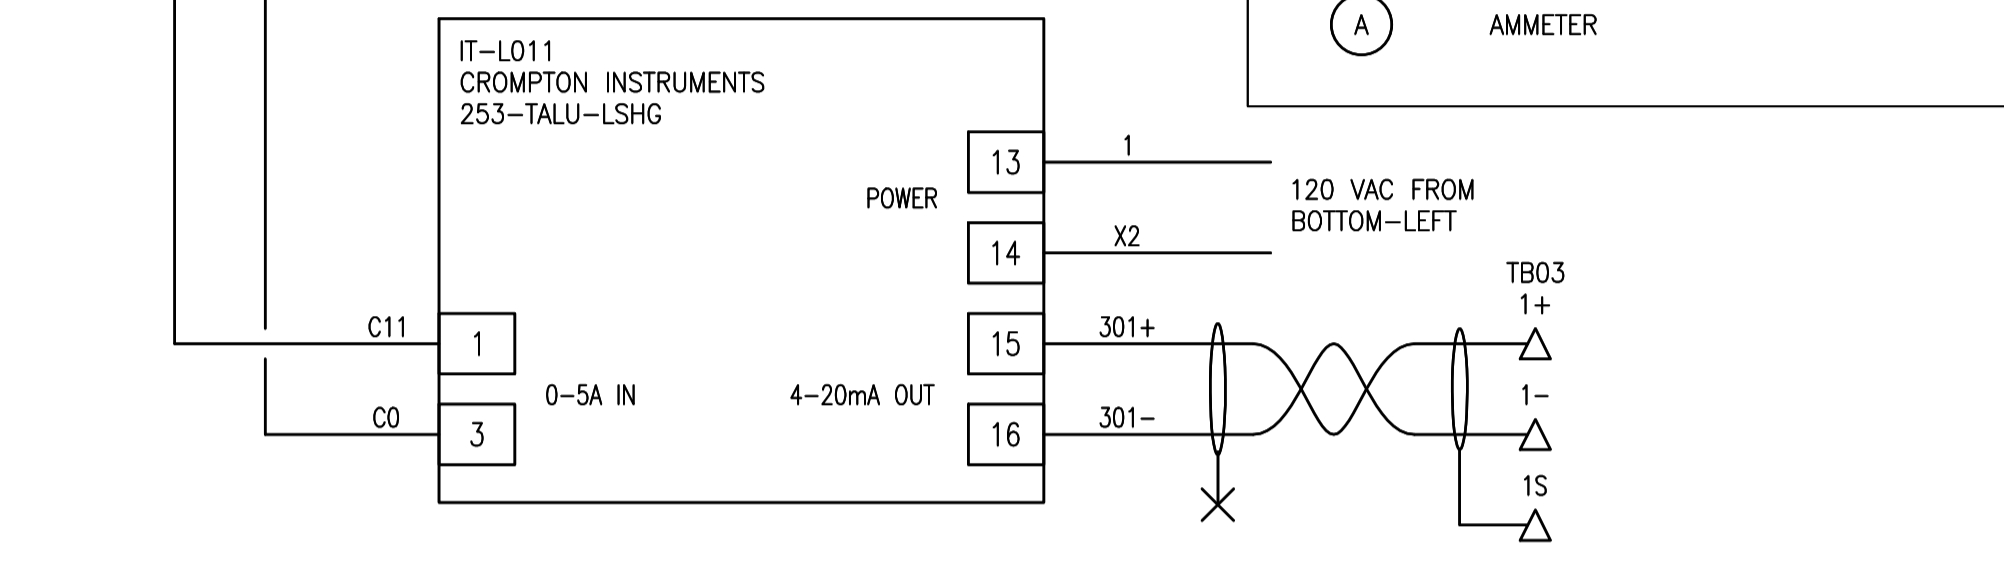 A
AMMETER
IT-L011
CROMPTON INSTRUMENTS
253-TALU-LSHG
13
1
POWER
120 VAC FROM
BOTTOM-LEFT
14
X2
TB03
1+
C11
1
15
301+
0-5A IN
4-20mA OUT
1-
C0
3
16
301-
1S